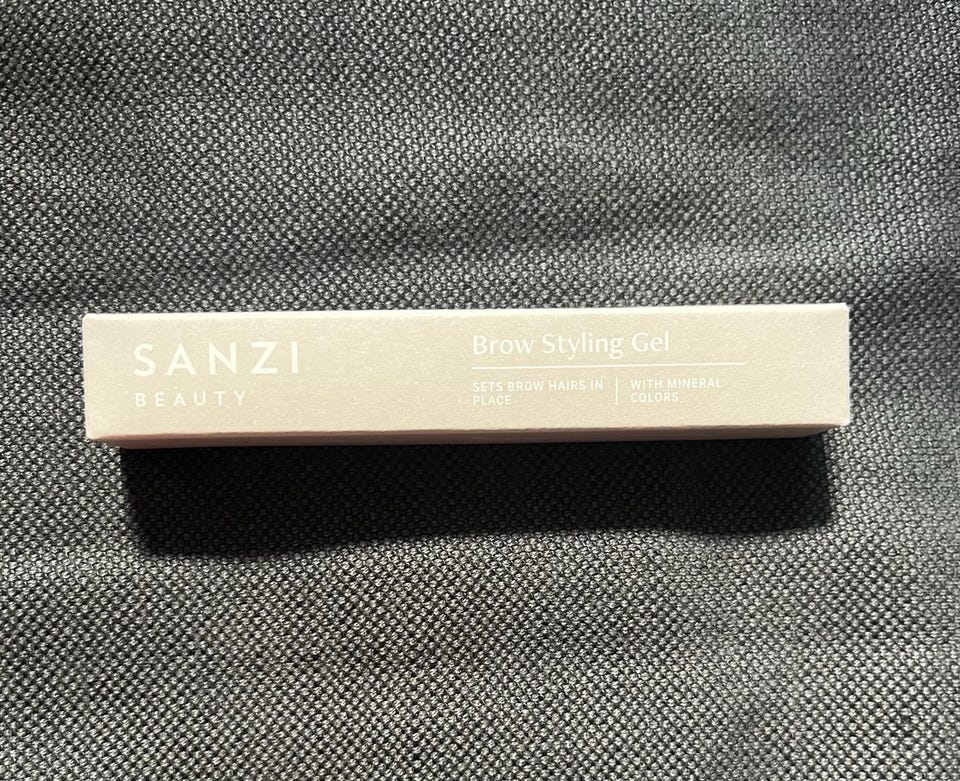 SANZI
BEAUTY
Brow Styling Gel
SETS BROW HAIRS IN
PLACE
WITH MINERAL
COLORS